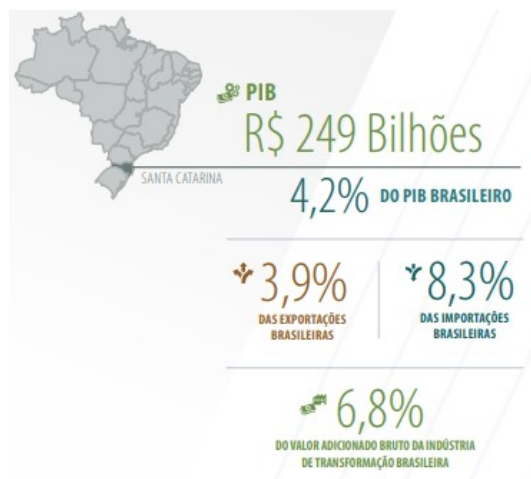 PIB
R$ 249 Bilhões
SANTA CATARINA
4,2% DO PIB BRASILEIRO
3,9%
DAS EXPORTAÇÕES
BRASILEIRAS
8,3%
DAS IMPORTAÇÕES
BRASILEIRAS
6,8%
DO VALOR ADICIONADO BRUTO DA INDÚSTRIA
DE TRANSFORMAÇÃO BRASILEIRA